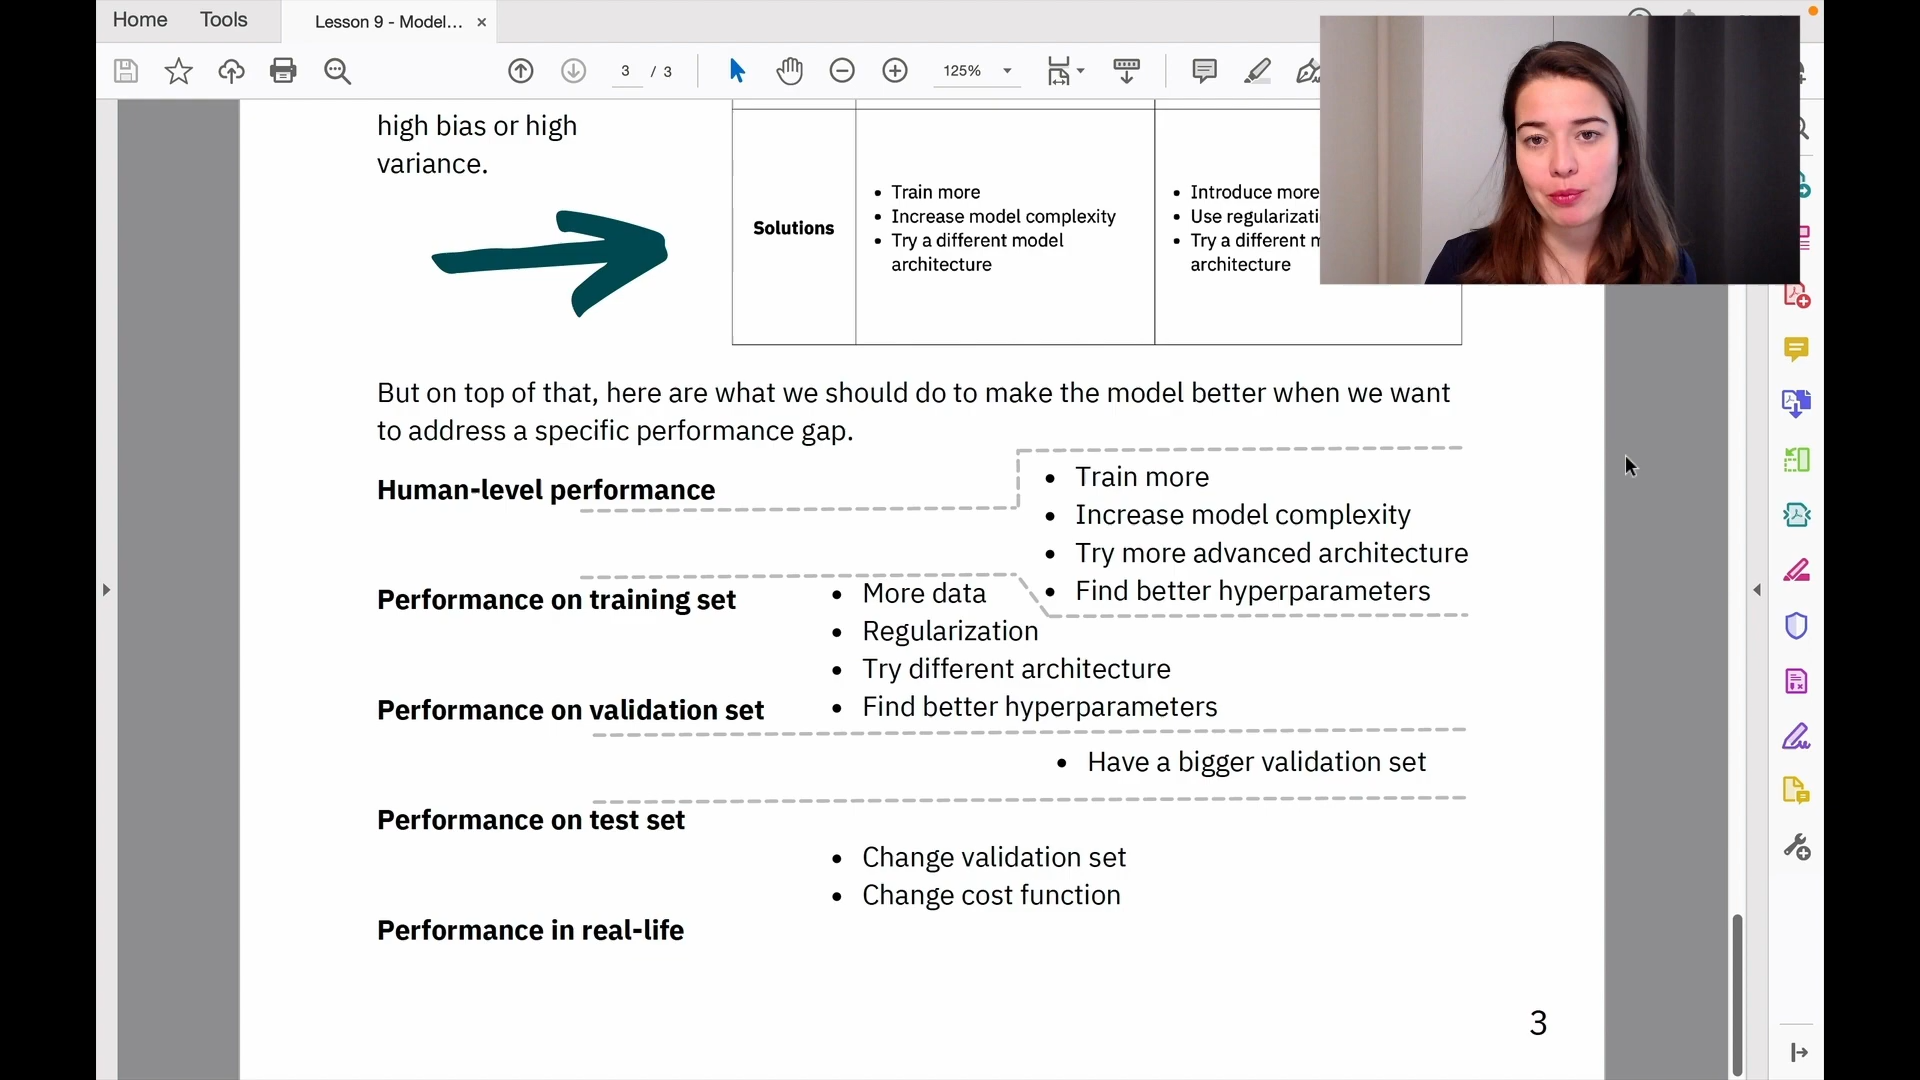 Home
Tools
Lesson 9 - Model...
3 / 3
125%
high bias or high
variance.
Solutions
Train more
Increase model complexity
Try a different model
architecture
Introduce more
Use
Try a different
architecture
But on top of that, here are what we should do to make the model better when we want
to address a specific performance gap.
Human-level performance
Train more
Increase model complexity
Try more advanced architecture
Find better hyperparameters
Performance on training set
More data
Regularization
Try different architecture
Find better hyperparameters
Performance on validation set
Have a bigger validation set
Performance on test set
Change validation set
Change cost function
Performance in real-life
3